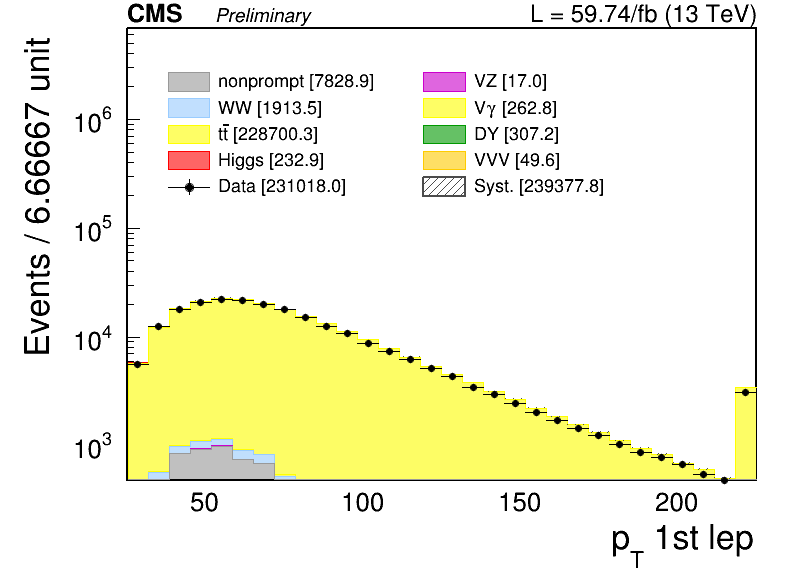 CMS Preliminary L = 59.74/fb (13 TeV)
Events / 6.66667 unit
nonprompt [7828.9] VZ [17.0]
WW [1913.5] Vγ [262.8]
tt̄ [228700.3] DY [307.2]
Higgs [232.9] VVV [49.6]
Data [231018.0] Syst. [239377.8]
10⁶
10⁵
10⁴
10³
50 100 150 200
p_T 1st lep